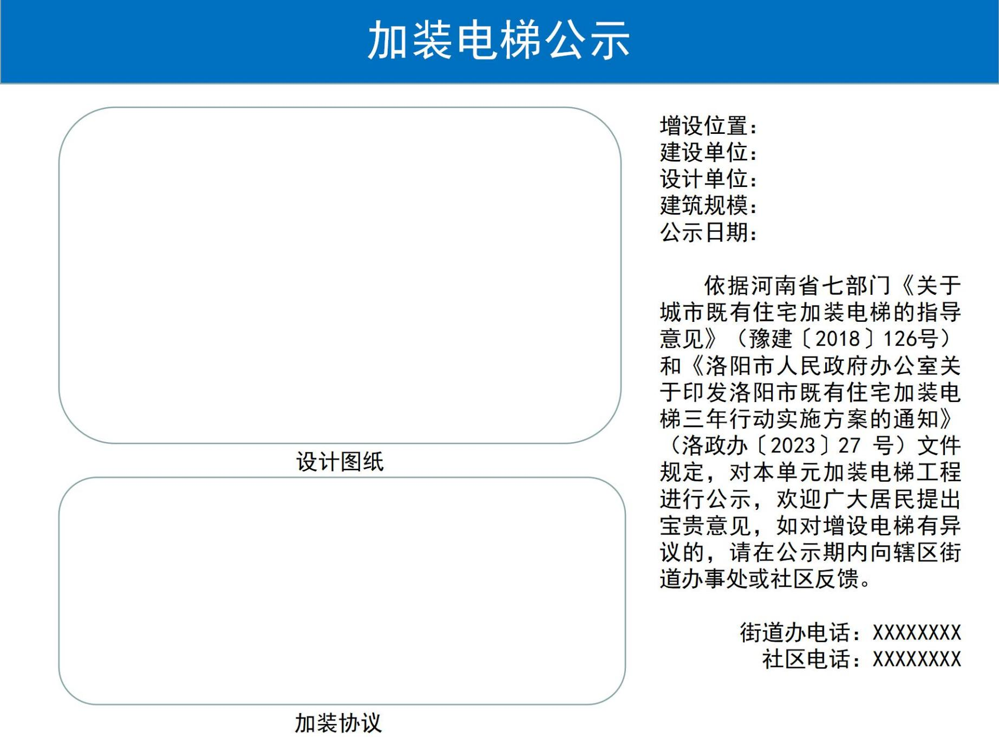 加装电梯公示
设计图纸
加装协议
增设位置：
建设单位：
设计单位：
建筑规模：
公示日期：
依据河南省七部门《关于
城市既有住宅加装电梯的指导
意见》（豫建〔2018〕126号）
和《洛阳市人民政府办公室关
于印发洛阳市既有住宅加装电
梯三年行动实施方案的通知》
（洛政办〔2023〕27 号）文件
规定，对本单元加装电梯工程
进行公示，欢迎广大居民提出
宝贵意见，如对增设电梯有异
议的，请在公示期内向辖区街
道办事处或社区反馈。
街道办电话：XXXXXXXX
社区电话：XXXXXXXX